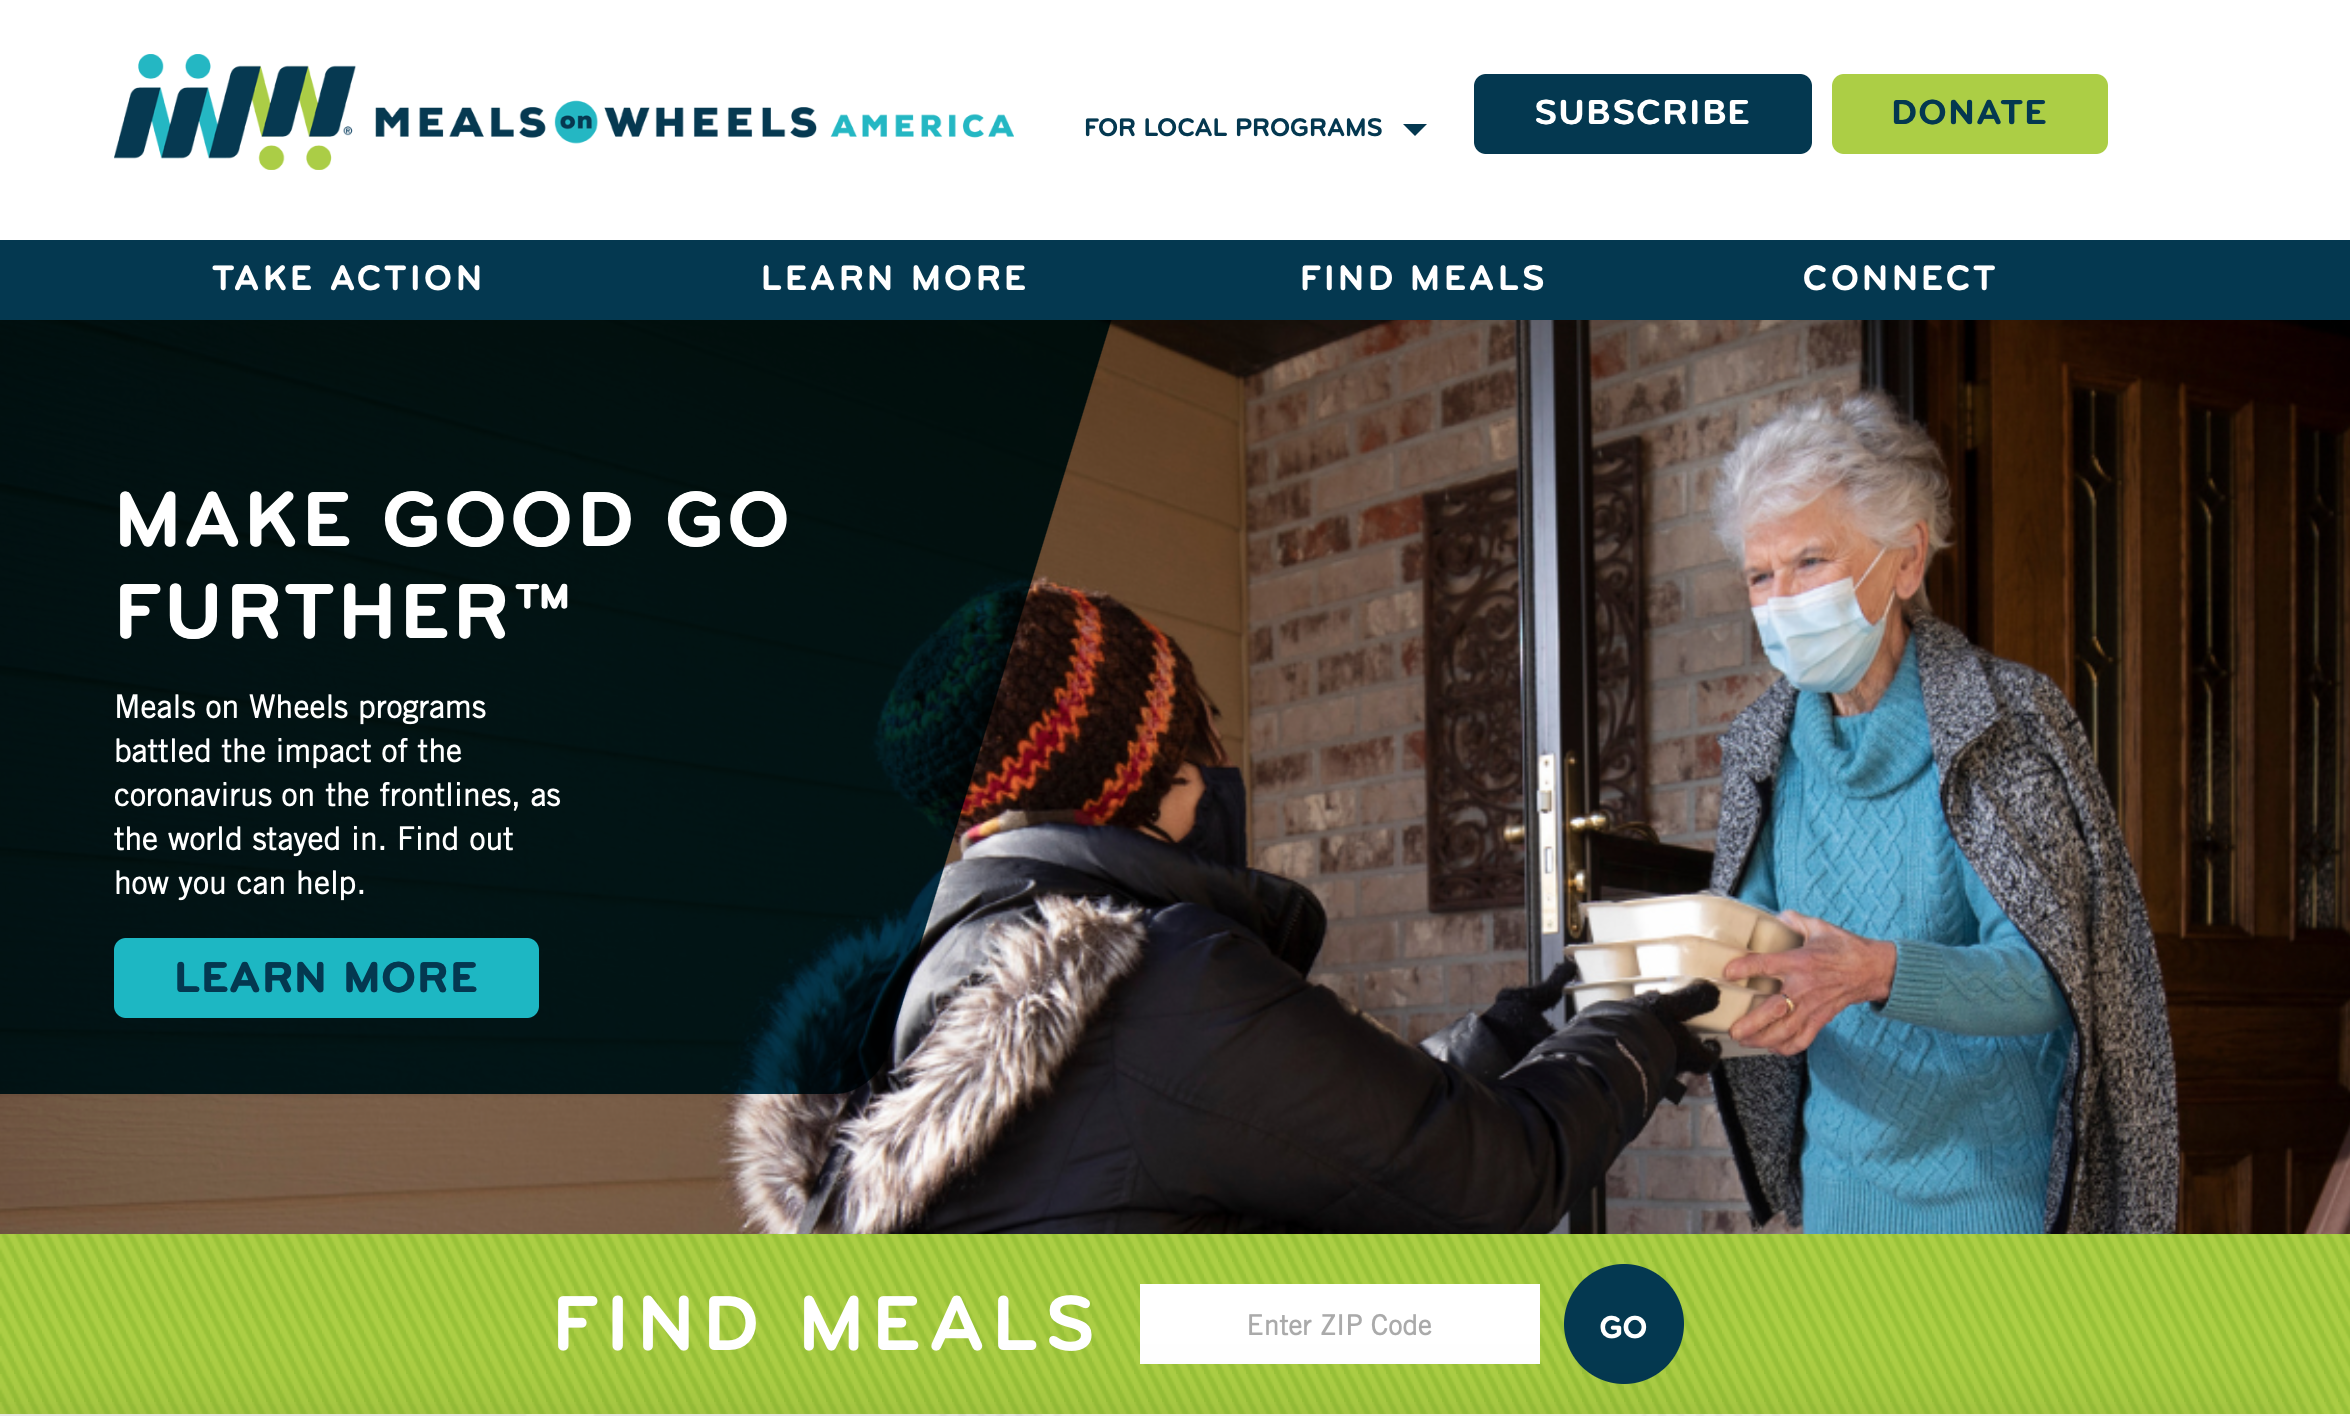 MEALS on WHEELS AMERICA
FOR LOCAL PROGRAMS
SUBSCRIBE
DONATE
TAKE ACTION
LEARN MORE
FIND MEALS
CONNECT
MAKE GOOD GO
FURTHER™
Meals on Wheels programs
battled the impact of the
coronavirus on the frontlines, as
the world stayed in. Find out
how you can help.
LEARN MORE
FIND MEALS
Enter ZIP Code
GO